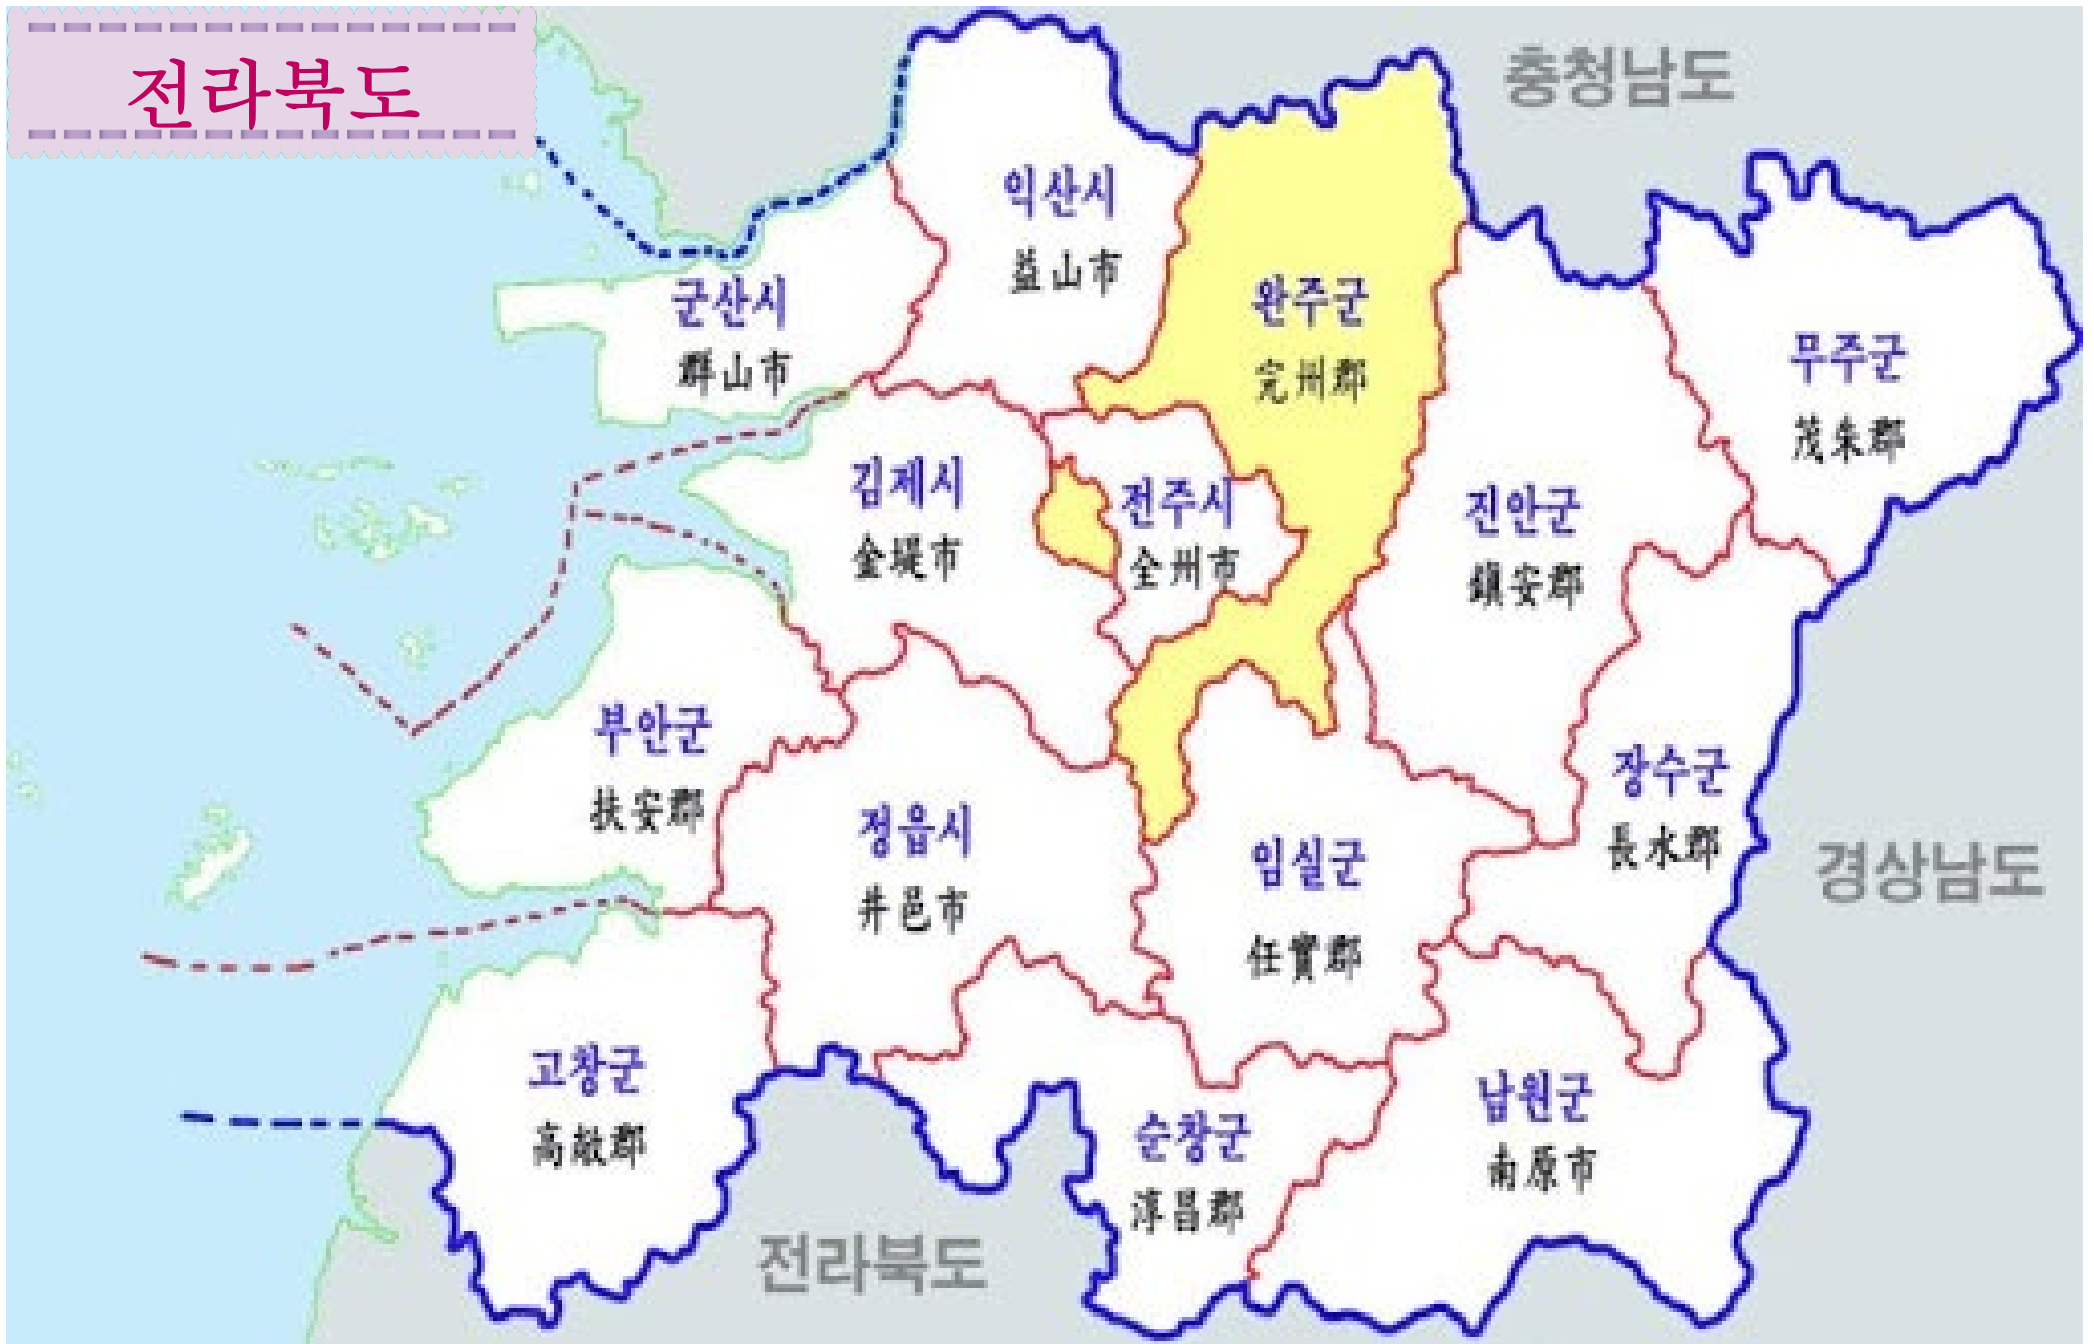 전라북도
충청남도
익산시
益山市
군산시
群山市
완주군
完州郡
무주군
茂朱郡
김제시
金堤市
전주시
全州市
진안군
鎭安郡
부안군
扶安郡
정읍시
井邑市
임실군
任實郡
장수군
長水郡
경상남도
고창군
高敞郡
순창군
淳昌郡
남원군
南原市
전라북도